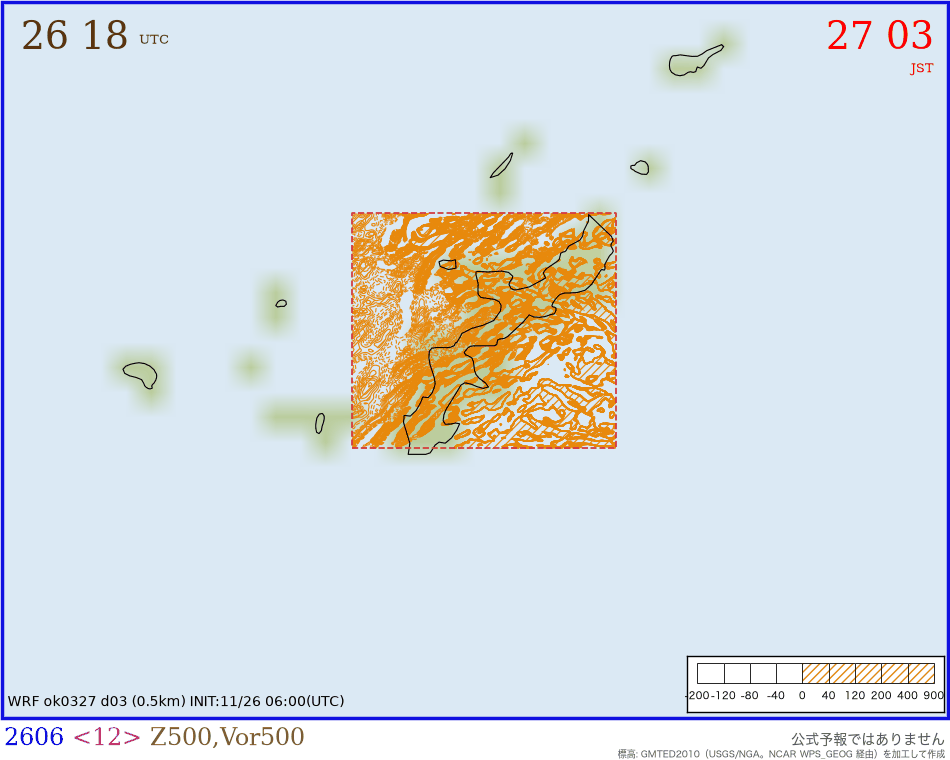 26 18 UTC
27 03
JST
-200 -120 -80 -40 0 40 120 200 400 900
WRF ok0327 d03 (0.5km) INIT:11/26 06:00(UTC)
2606 <12> Z500,Vor500
公式予報ではありません
標高: GMTED2010（USGS/NGA。NCAR WPS_GEOG 経由）を加工して作成